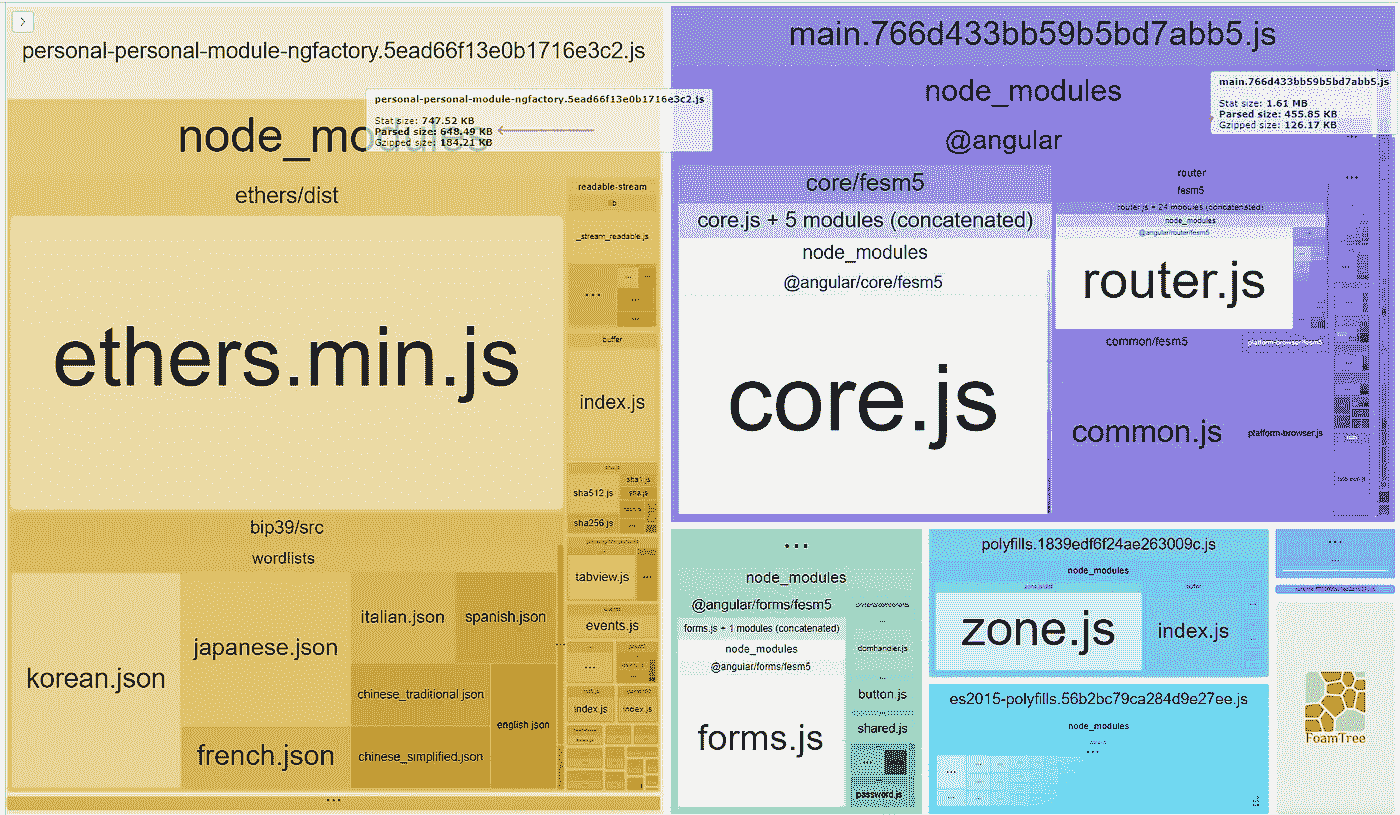 personal-personal-module-ngfactory.5ead66f13e0b1716e3c2.js
personal-personal-module-ngfactory.5ead66f13e0b1716e3c2.js
Stat size: 747.52 KB
Parsed size: 648.49 KB
Gzipped size: 184.21 KB
node_modules
ethers/dist
ethers.min.js
readable-stream
lib
_stream_readable.js
...
...
buffer
index.js
sha512.js
sha1.js
sha.js
sha256.js
bip39/src
wordlists
korean.json
japanese.json
french.json
italian.json
spanish.json
chinese_traditional.json
chinese_simplified.json
english.json
tabview.js
...
events.js
...
index.js
index.js
...
main.766d433bb59b5bd7abb5.js
main.766d433bb59b5bd7abb5.js
Stat size: 1.61 MB
Parsed size: 455.85 KB
Gzipped size: 126.17 KB
node_modules
@angular
core/fesm5
core.js + 5 modules (concatenated)
node_modules
@angular/core/fesm5
core.js
router
fesm5
router.js + 24 modules (concatenated)
node_modules
@angular/router/fesm5
router.js
...
common/fesm5
common.js
platform-browser/fesm5
platform-browser.js
...
node_modules
@angular/forms/fesm5
forms.js + 1 modules (concatenated)
node_modules
@angular/forms/fesm5
forms.js
...
domhandler.js
button.js
shared.js
...
password.js
polyfills.1839edf6f24ae263009c.js
node_modules
zone.js
index.js
es2015-polyfills.56b2bc79ca284d9e27ee.js
node_modules
...
...
FoamTree